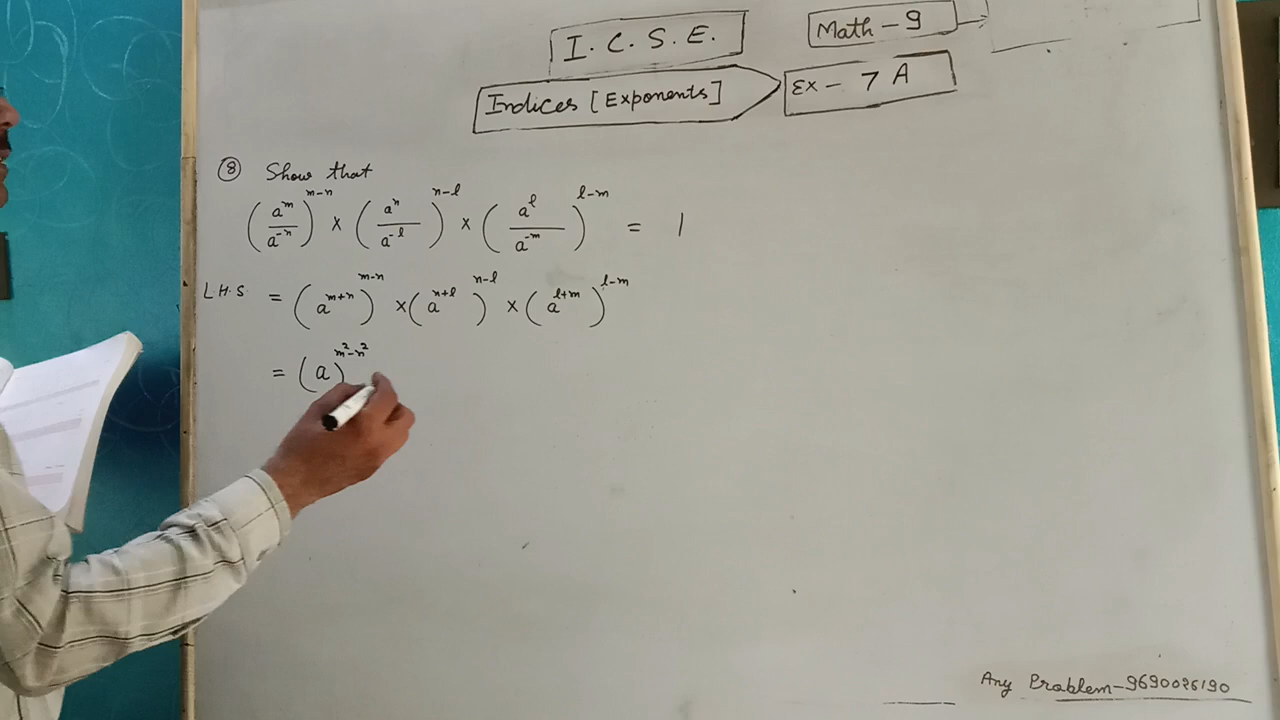 I. C. S. E.
Math - 9
Indices [Exponents]
Ex - 7 A
⑧ Show that
(a^m/a^-n)^m-n × (a^n/a^-l)^n-l × (a^l/a^-m)^l-m = 1
L.H.S. = (a^m+n)^m-n × (a^n+l)^n-l × (a^l+m)^l-m
= (a)^m²-n²
Any Problem-9690026190